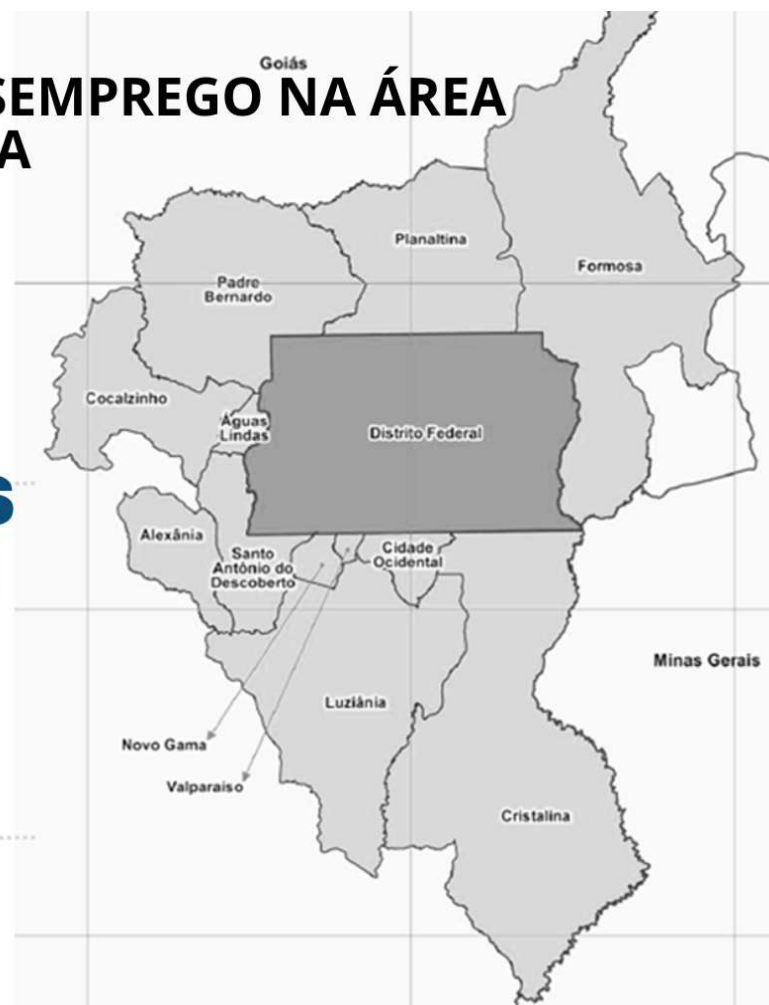 Goiás
SEMPREGO NA ÁREA
A
Planaltina
Formosa
Padre
Bernardo
Cocalzinho
Águas
Lindas
Distrito Federal
S
Alexânia
Santo
Antônio do
Descoberto
Cidade
Ocidental
Minas Gerais
Luziânia
Novo Gama
Valparaiso
Cristalina